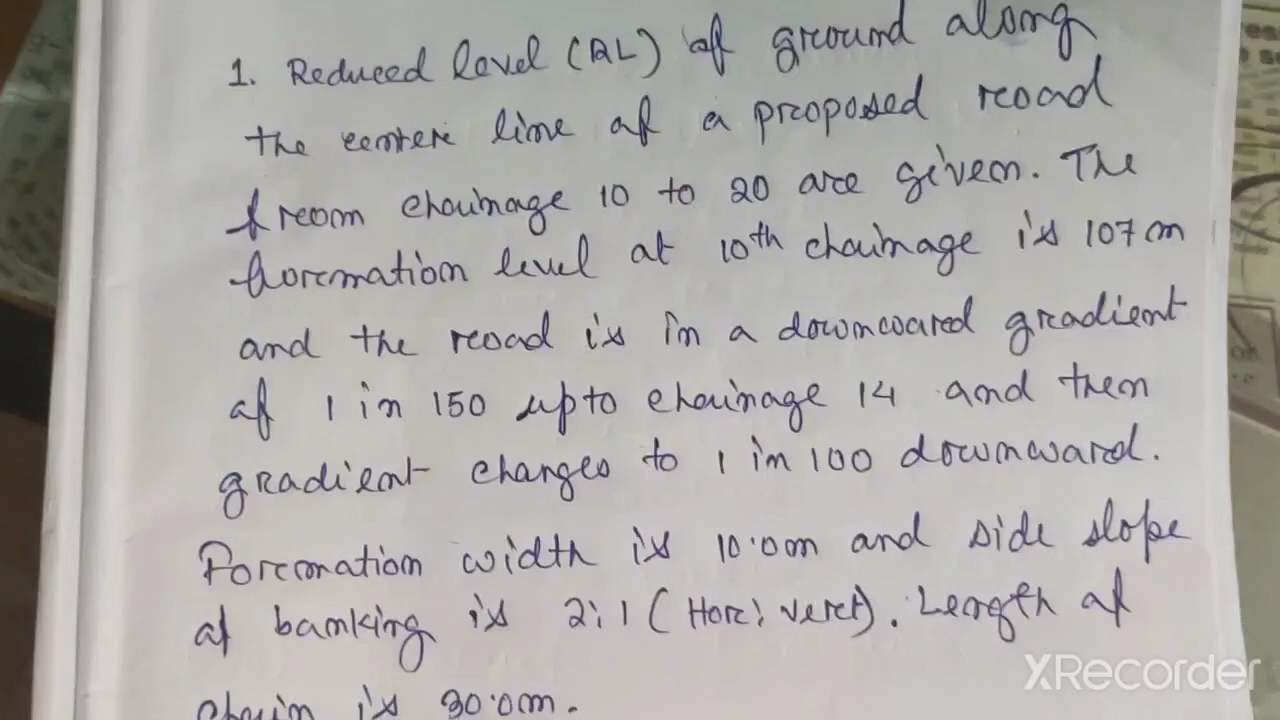 1. Reduced level (RL) of ground along
the centre line of a proposed road
from chainage 10 to 20 are given. The
formation level at 10th chainage is 107 m
and the road is in a downward gradient
of 1 in 150 upto chainage 14 and then
gradient changes to 1 in 100 downward.
Formation width is 10.0m and side slope
of banking is 2:1 (Hor: vert). Length of
chain is 30.0m.
XRecorder